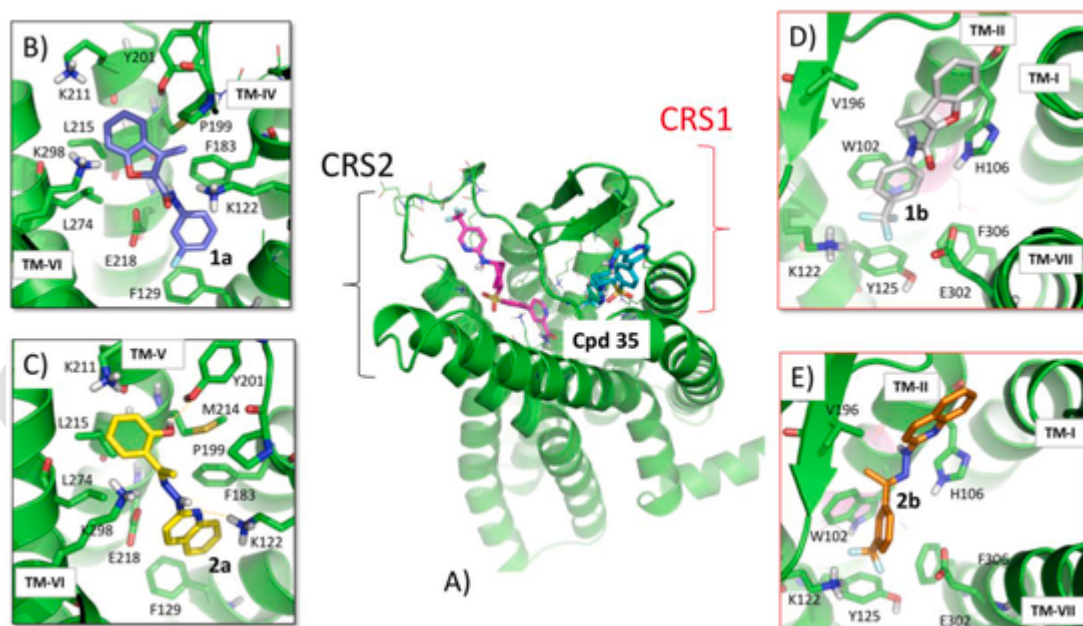 B)
Y201
K211
TM-IV
L215
P199
K298
F183
K122
L274
1a
E218
TM-VI
F129
C)
TM-V
K211
Y201
M214
L215
P199
L274
F183
K298
K122
E218
2a
TM-VI
F129
CRS2
CRS1
Cpd 35
A)
D)
TM-II
TM-I
V196
W102
H106
1b
F306
K122
TM-VII
Y125
E302
E)
TM-II
V196
TM-I
H106
2b
W102
F306
K122
Y125
E302
TM-VII